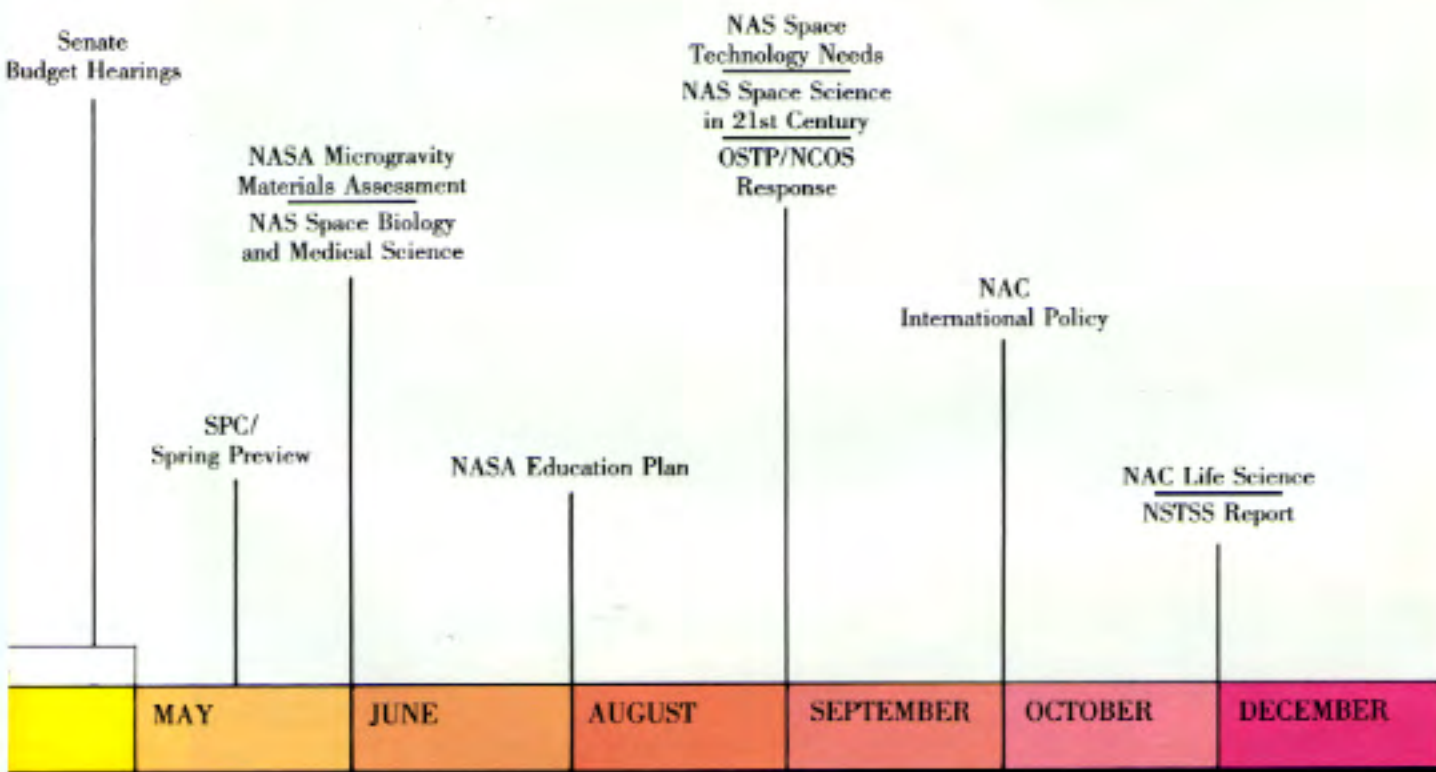 Senate
Budget Hearings
NASA Microgravity
Materials Assessment
NAS Space Biology
and Medical Science
NAS Space
Technology Needs
NAS Space Science
in 21st Century
OSTP/NCOS
Response
NAC
International Policy
SPC/
Spring Preview
NASA Education Plan
NAC Life Science
NSTSS Report
MAY
JUNE
AUGUST
SEPTEMBER
OCTOBER
DECEMBER